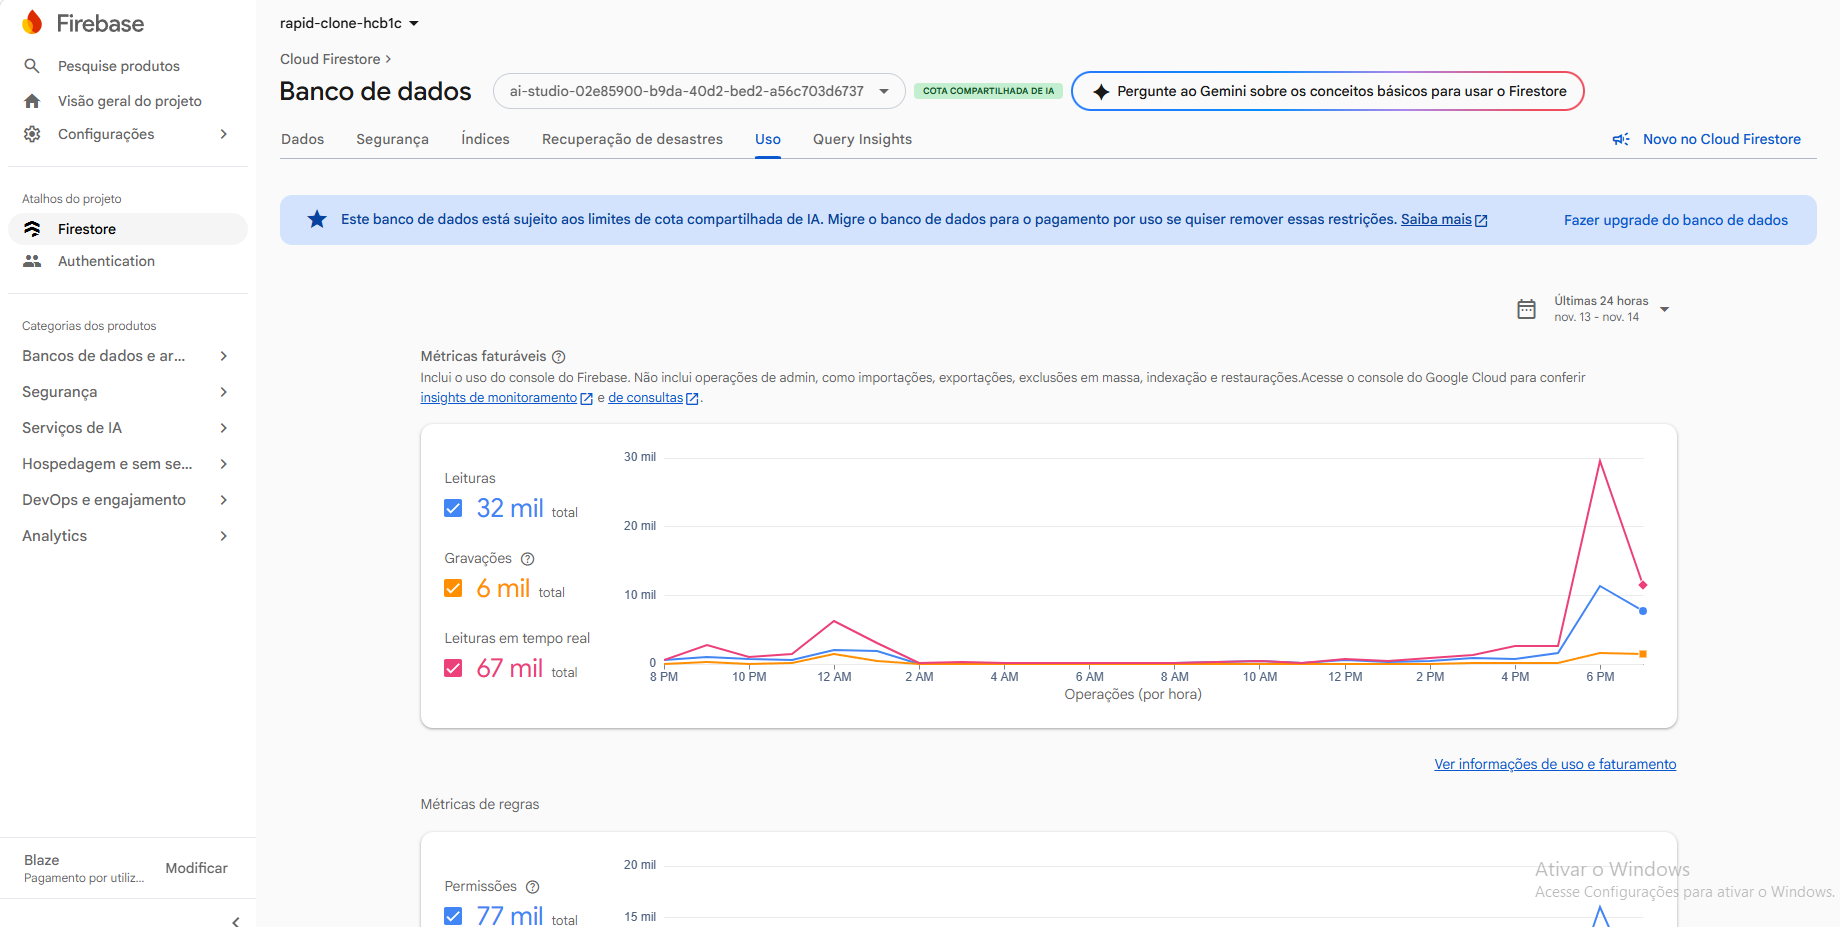 Firebase
Pesquise produtos
Visão geral do projeto
Configurações
Atalhos do projeto
Firestore
Authentication
Categorias dos produtos
Bancos de dados e ar...
Segurança
Serviços de IA
Hospedagem e sem se...
DevOps e engajamento
Analytics
Blaze
Pagamento por utiliz...
Modificar
rapid-clone-hcb1c
Cloud Firestore
Banco de dados
ai-studio-02e85900-b9da-40d2-bed2-a56c703d6737
COTA COMPARTILHADA DE IA
Pergunte ao Gemini sobre os conceitos básicos para usar o Firestore
Dados Segurança Índices Recuperação de desastres Uso Query Insights
Novo no Cloud Firestore
Este banco de dados está sujeito aos limites de cota compartilhada de IA. Migre o banco de dados para o pagamento por uso se quiser remover essas restrições. Saiba mais
Fazer upgrade do banco de dados
Últimas 24 horas
nov. 13 - nov. 14
Métricas faturáveis
Inclui o uso do console do Firebase. Não inclui operações de admin, como importações, exportações, exclusões em massa, indexação e restaurações.Acesse o console do Google Cloud para conferir
insights de monitoramento e de consultas.
Leituras
32 mil total
Gravações
6 mil total
Leituras em tempo real
67 mil total
30 mil
20 mil
10 mil
0
8 PM 10 PM 12 AM 2 AM 4 AM 6 AM 8 AM 10 AM 12 PM 2 PM 4 PM 6 PM
Operações (por hora)
Ver informações de uso e faturamento
Métricas de regras
Permissões
77 mil total
20 mil
15 mil
Ativar o Windows
Acesse Configurações para ativar o Windows.